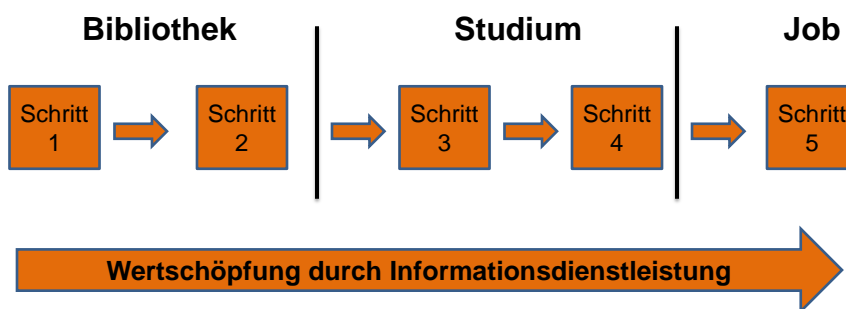 Bibliothek Studium Job
Schritt 1
Schritt 2
Schritt 3
Schritt 4
Schritt 5
Wertschöpfung durch Informationsdienstleistung